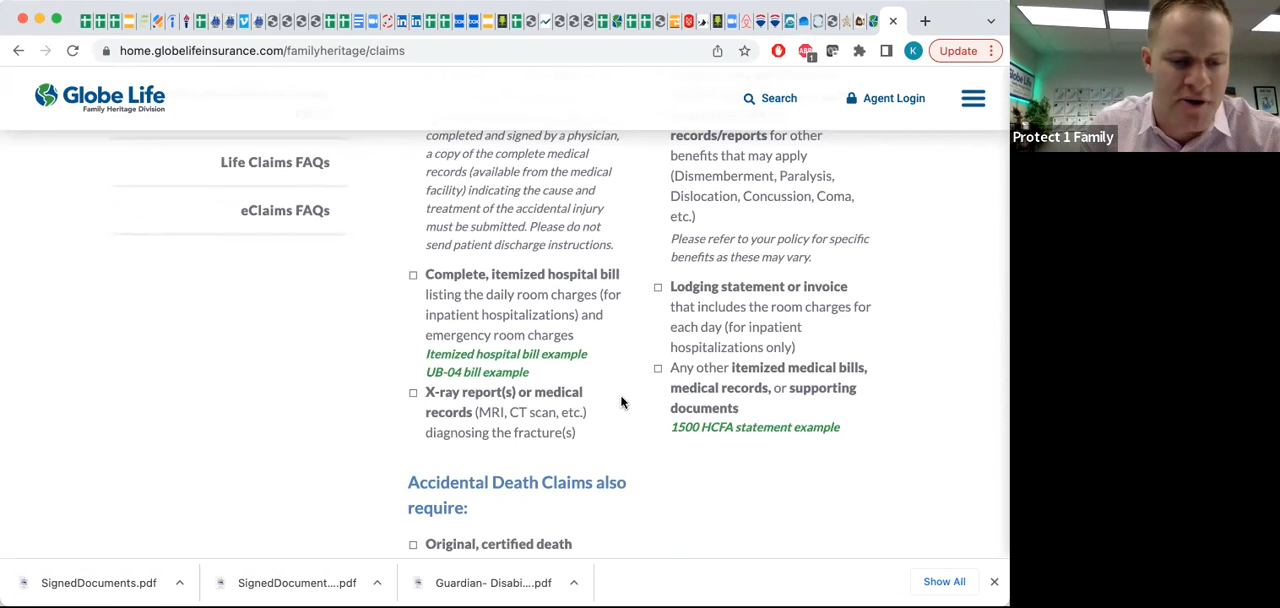 home.globelifeinsurance.com/familyheritage/claims
K
Update
Globe Life
Family Heritage Division
Search
Agent Login
Protect 1 Family
Life Claims FAQs
eClaims FAQs
completed and signed by a physician,
a copy of the complete medical
records (available from the medical
facility) indicating the cause and
treatment of the accidental injury
must be submitted. Please do not
send patient discharge instructions.
Complete, itemized hospital bill
listing the daily room charges (for
inpatient hospitalizations) and
emergency room charges
Itemized hospital bill example
UB-04 bill example
X-ray report(s) or medical
records (MRI, CT scan, etc.)
diagnosing the fracture(s)
records/reports for other
benefits that may apply
(Dismemberment, Paralysis,
Dislocation, Concussion, Coma,
etc.)
Please refer to your policy for specific
benefits as these may vary.
Lodging statement or invoice
that includes the room charges for
each day (for inpatient
hospitalizations only)
Any other itemized medical bills,
medical records, or supporting
documents
1500 HCFA statement example
Accidental Death Claims also
require:
Original, certified death
SignedDocuments.pdf
SignedDocument....pdf
Guardian- Disabi....pdf
Show All